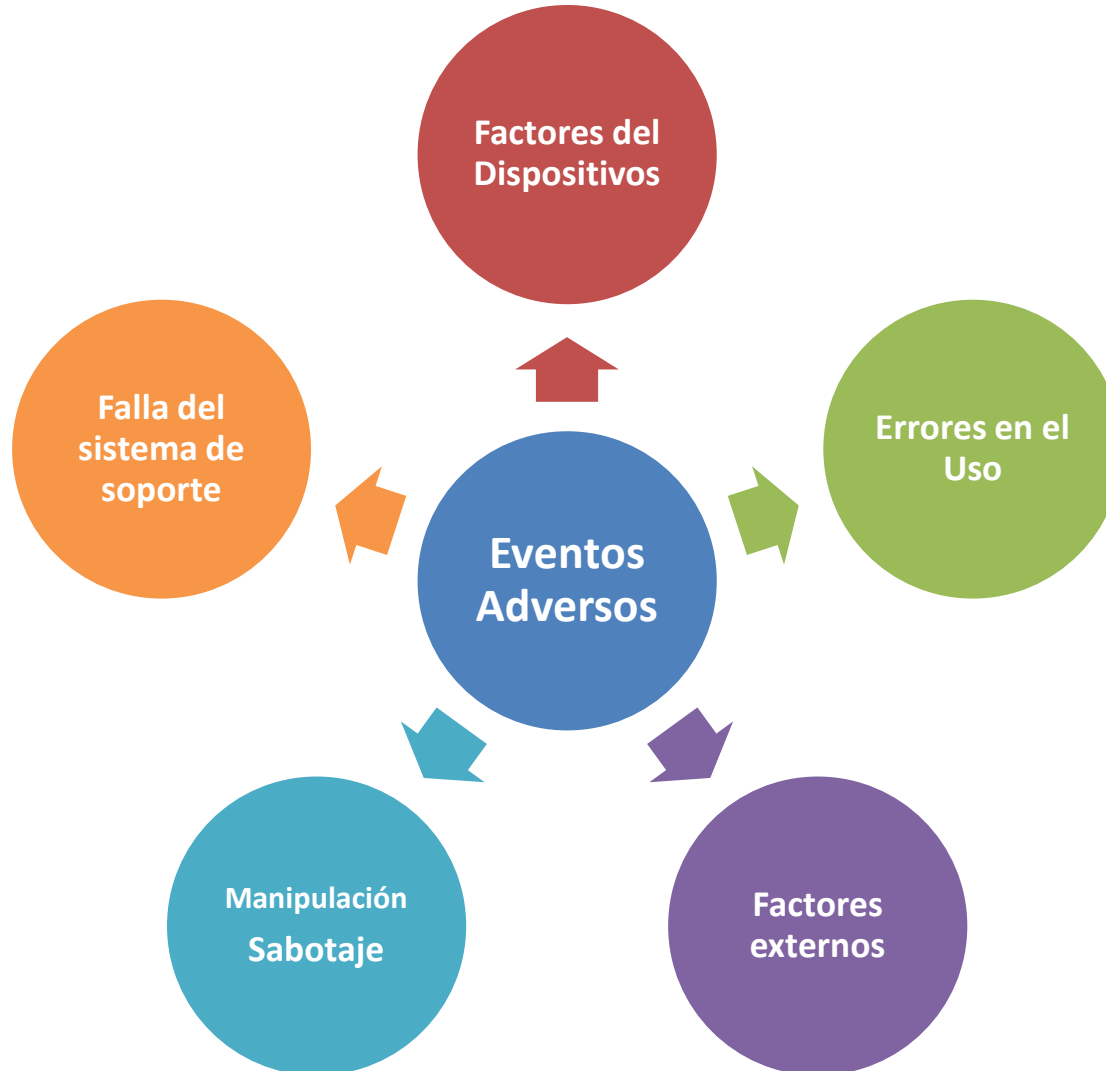 Factores del
Dispositivos
Errores en el
Uso
Factores
externos
Manipulación
Sabotaje
Falla del
sistema de
soporte
Eventos
Adversos